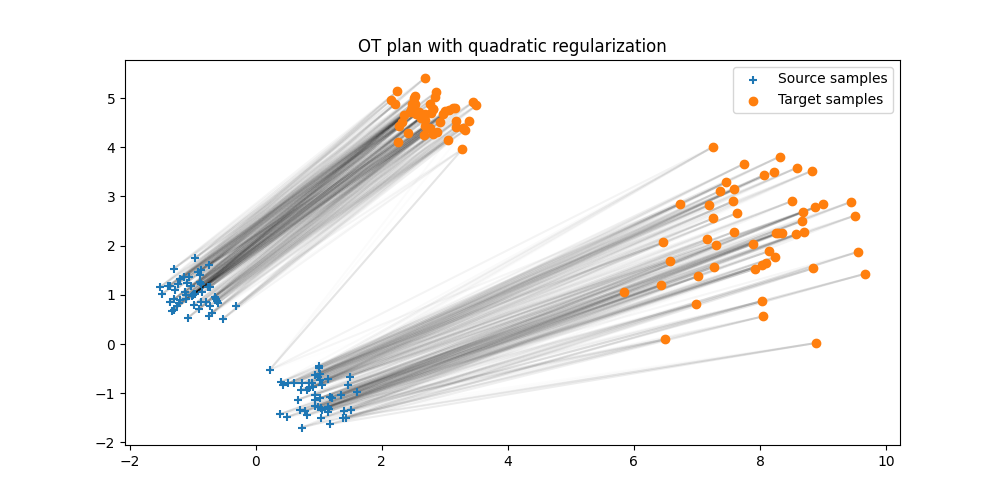 OT plan with quadratic regularization
Source samples
Target samples
5
4
3
2
1
0
−1
−2
−2 0 2 4 6 8 10